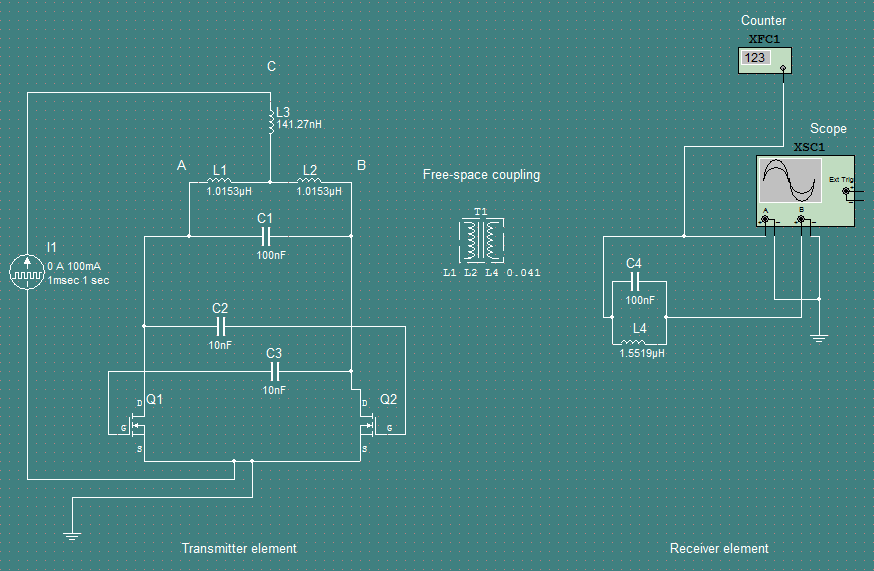 Counter
XFC1
123
C
L3
141.27nH
Scope
XSC1
Ext Trig
+
-
A
B
+ - + -
A
L1
1.0153µH
L2
1.0153µH
B
Free-space coupling
C1
100nF
T1
L1 L2 L4 0.041
I1
0 A 100mA
1msec 1 sec
C4
100nF
C2
10nF
L4
1.5519µH
C3
10nF
Q1
D
G
S
Q2
D
G
S
Transmitter element
Receiver element